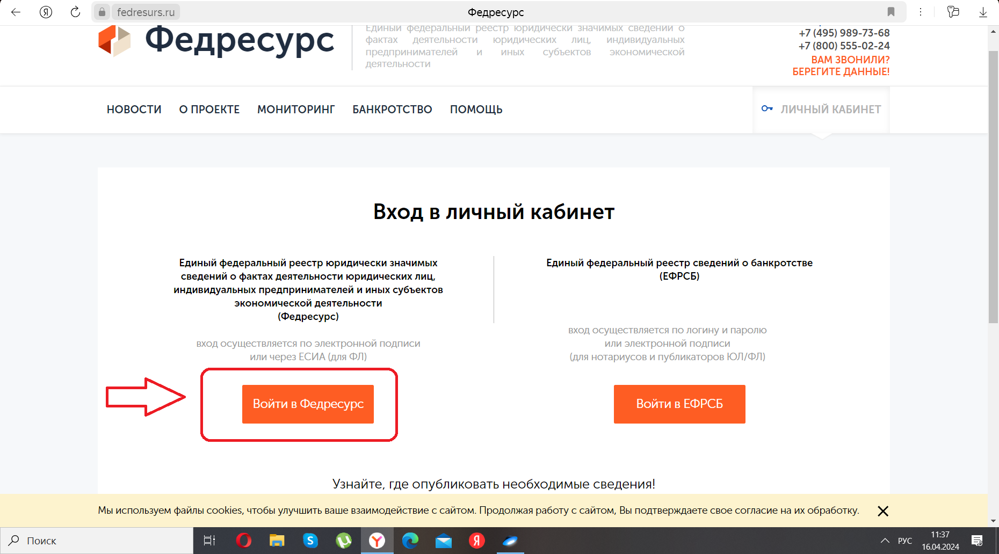 fedresurs.ru
Федресурс
Федресурс
Единый федеральный реестр юридически значимых сведений о
фактах деятельности юридических лиц, индивидуальных
предпринимателей и иных субъектов экономической
деятельности
+7 (495) 989-73-68
+7 (800) 555-02-24
ВАМ ЗВОНИЛИ?
БЕРЕГИТЕ ДАННЫЕ!
НОВОСТИ
О ПРОЕКТЕ
МОНИТОРИНГ
БАНКРОТСТВО
ПОМОЩЬ
ЛИЧНЫЙ КАБИНЕТ
Вход в личный кабинет
Единый федеральный реестр юридически значимых
сведений о фактах деятельности юридических лиц,
индивидуальных предпринимателей и иных субъектов
экономической деятельности
(Федресурс)
вход осуществляется по электронной подписи
или через ЕСИА (для ФЛ)
Войти в Федресурс
Единый федеральный реестр сведений о банкротстве
(ЕФРСБ)
вход осуществляется по логину и паролю
или электронной подписи
(для нотариусов и публикаторов ЮЛ/ФЛ)
Войти в ЕФРСБ
Узнайте, где опубликовать необходимые сведения!
Мы используем файлы cookies, чтобы улучшить ваше взаимодействие с сайтом. Продолжая работу с сайтом, Вы подтверждаете свое согласие на их обработку.
Поиск
РУС
11:37
16.04.2024